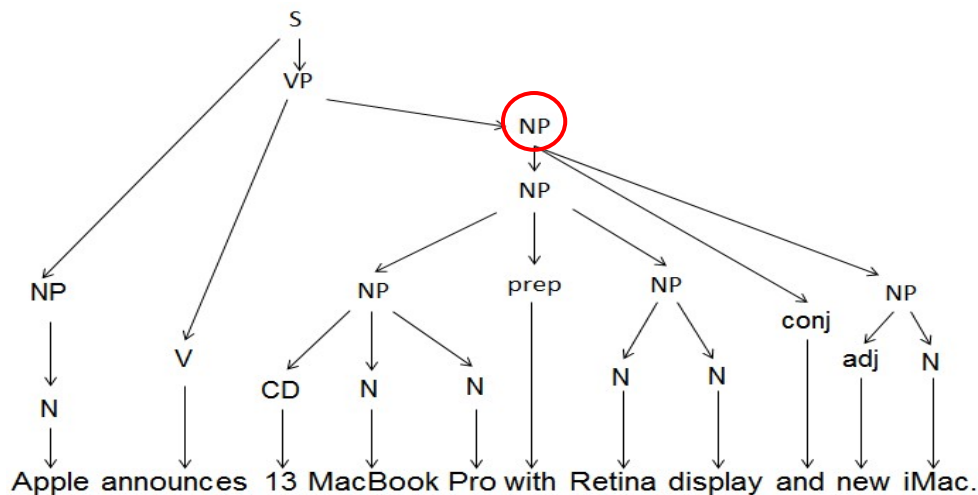 S
VP
NP
NP
NP NP prep NP NP
conj
V adj
CD N N N N N
N
Apple announces 13 MacBook Pro with Retina display and new iMac.